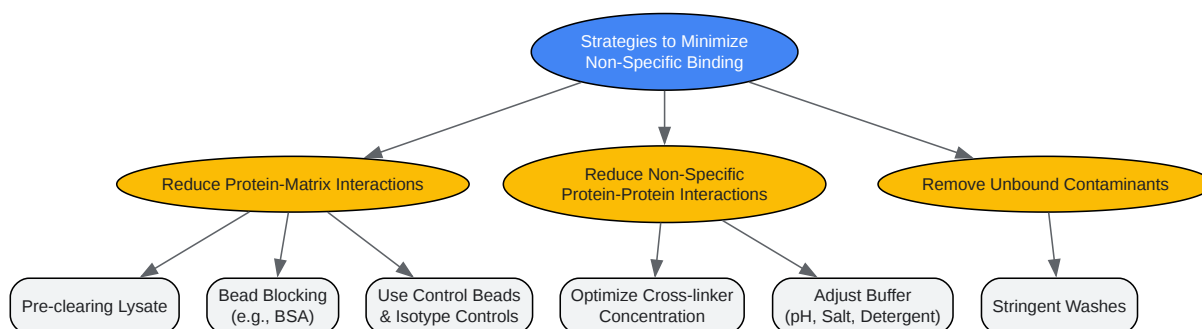 Strategies to Minimize
Non-Specific Binding
Reduce Protein-Matrix Interactions
Reduce Non-Specific
Protein-Protein Interactions
Remove Unbound Contaminants
Pre-clearing Lysate
Bead Blocking
(e.g., BSA)
Use Control Beads
& Isotype Controls
Optimize Cross-linker
Concentration
Adjust Buffer
(pH, Salt, Detergent)
Stringent Washes